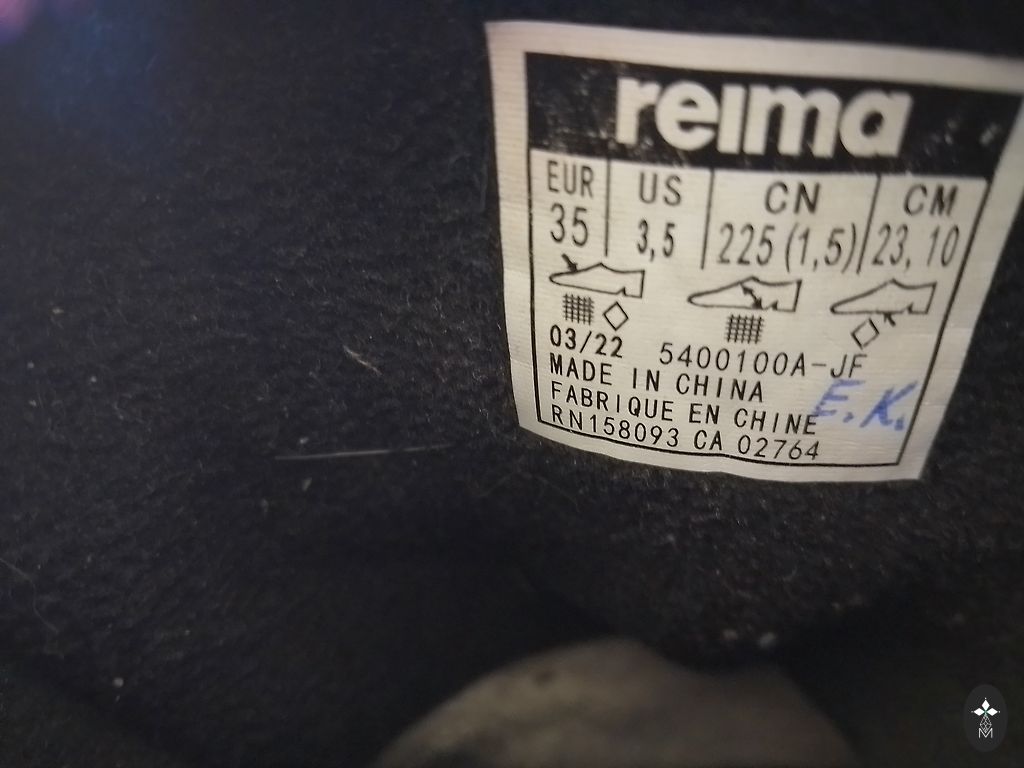 reima
EUR US CN CM
35 3,5 225 (1,5) 23, 10
03/22 5400100A-JF
MADE IN CHINA
FABRIQUE EN CHINE
E.K.
RN158093 CA 02764
M